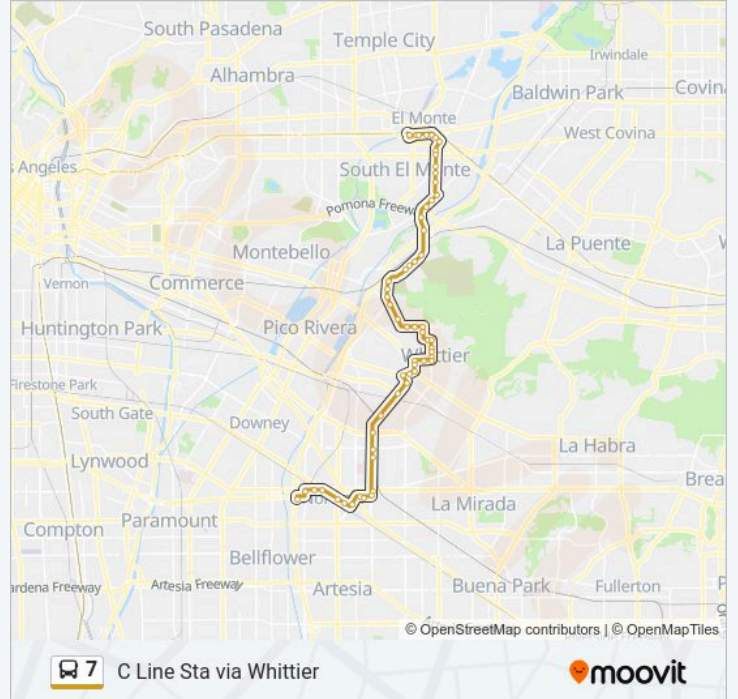 South Pasadena
Temple City
Irwindale
Alhambra
Baldwin Park
Covin
El Monte
West Covina
s Angeles
South El Monte
Pomona Freew
La Puente
Montebello
Vernon
Commerce
Huntington Park
Pico Rivera
Whittier
Firestone Park
South Gate
Downey
La Habra
Lynwood
Brea
La Mirada
Compton
Paramount
Bellflower
ardena Freeway
Artesia Freeway
Artesia
Buena Park
Fullerton
© OpenStreetMap contributors | © OpenMapTiles
7 C Line Sta via Whittier
moovit